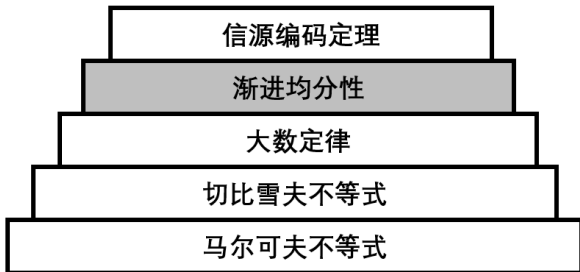 信源编码定理
渐进均分性
大数定律
切比雪夫不等式
马尔可夫不等式